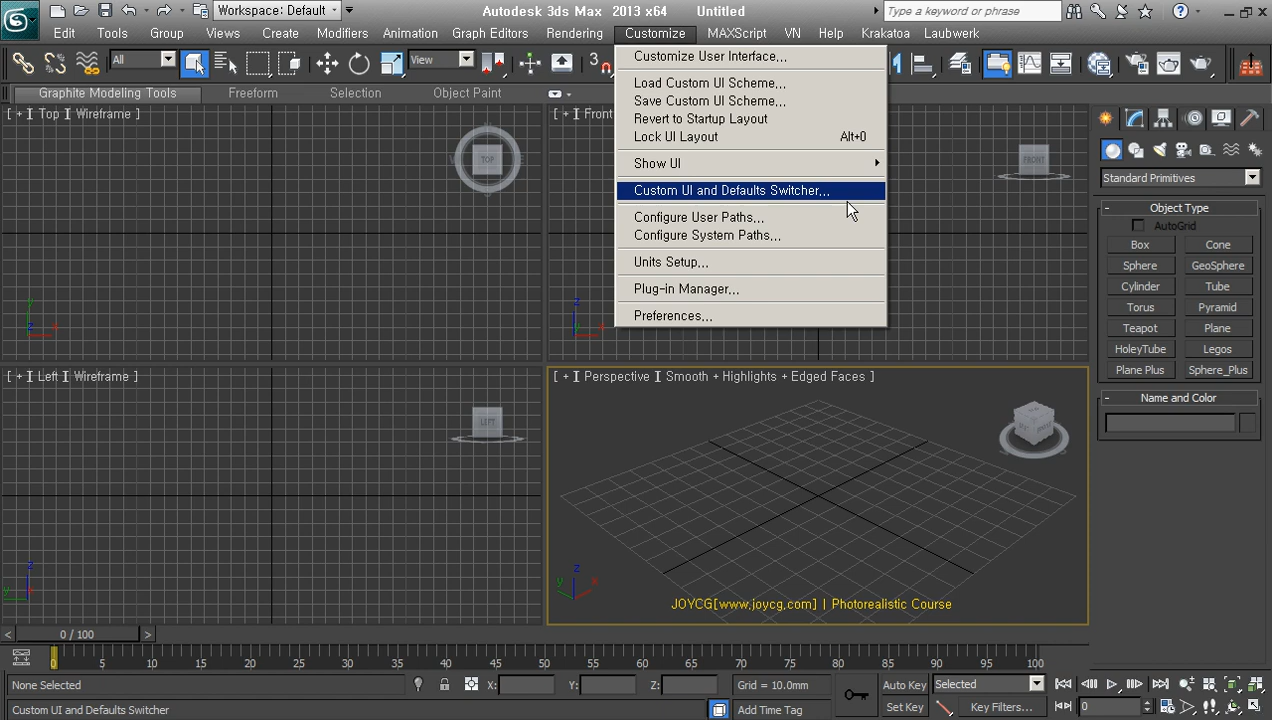 Workspace: Default
Autodesk 3ds Max 2013 x64 Untitled
Type a keyword or phrase
Edit Tools Group Views Create Modifiers Animation Graph Editors Rendering Customize MAXScript VN Help Krakatoa Laubwerk
All
View
3
Graphite Modeling Tools Freeform Selection Object Paint
Customize User Interface...
Load Custom UI Scheme...
Save Custom UI Scheme...
Revert to Startup Layout
Lock UI Layout Alt+0
Show UI
Custom UI and Defaults Switcher...
Configure User Paths...
Configure System Paths...
Units Setup...
Plug-in Manager...
Preferences...
[ + ] Top ] Wireframe ]
TOP
[ + ] Front
FRONT
Standard Primitives
- Object Type
AutoGrid
Box Cone
Sphere GeoSphere
Cylinder Tube
Torus Pyramid
Teapot Plane
HoleyTube Legos
Plane Plus Sphere_Plus
- Name and Color
y
z x
z
y x
[ + ] Left ] Wireframe ]
LEFT
z
y x
[ + ] Perspective ] Smooth + Highlights + Edged Faces ]
z
y x
JOYCG[www.joycg.com] | Photorealistic Course
< 0 / 100 >
0 5 10 15 20 25 30 35 40 45 50 55 60 65 70 75 80 85 90 95 100
None Selected X: Y: Z: Grid = 10.0mm Auto Key Selected
Custom UI and Defaults Switcher Add Time Tag Set Key Key Filters... 0